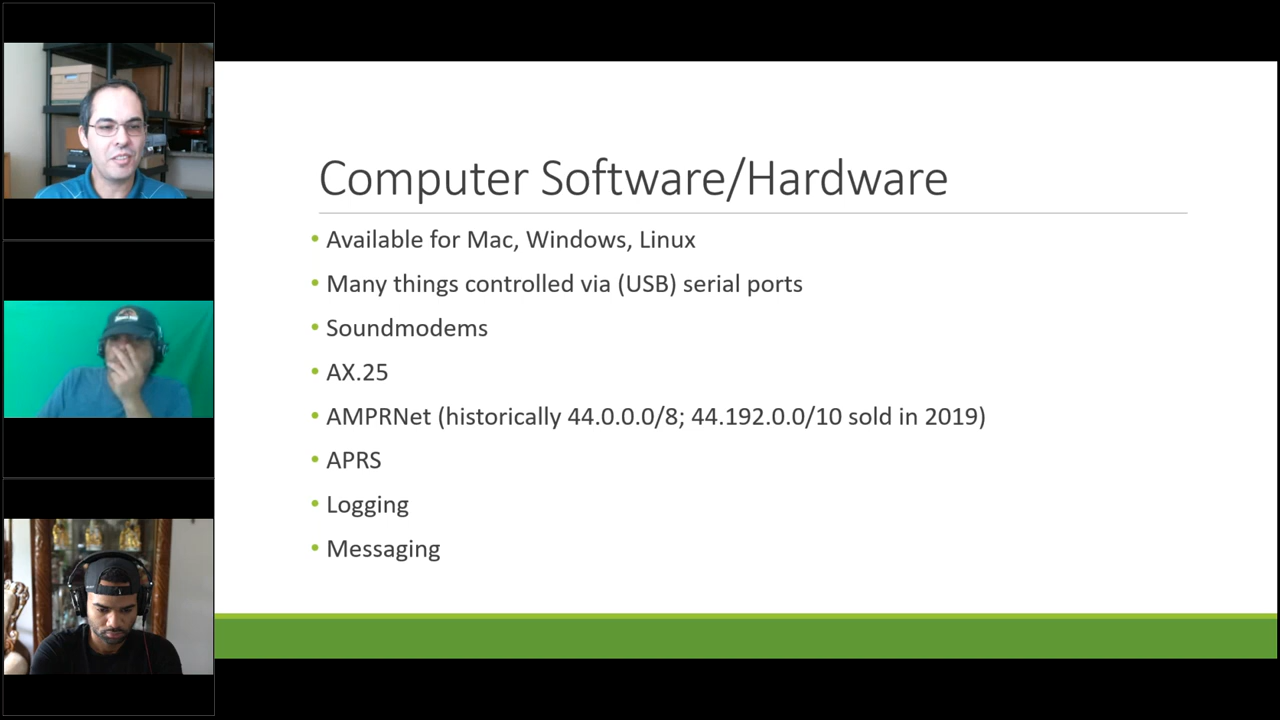 Computer Software/Hardware
• Available for Mac, Windows, Linux
• Many things controlled via (USB) serial ports
• Soundmodems
• AX.25
• AMPRNet (historically 44.0.0.0/8; 44.192.0.0/10 sold in 2019)
• APRS
• Logging
• Messaging